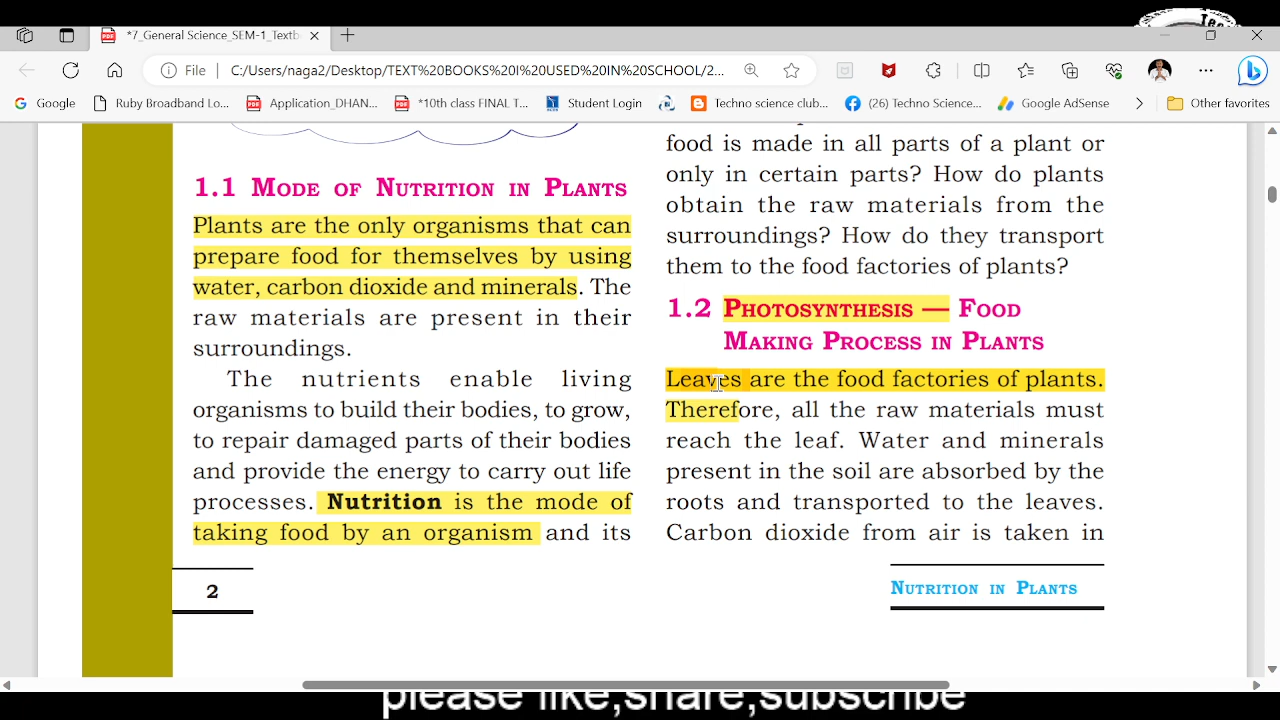 *7_General Science_SEM-1_Textb
File
C:/Users/naga2/Desktop/TEXT%20BOOKS%20I%20USED%20IN%20SCHOOL/2...
Google
Ruby Broadband Lo...
Application_DHAN...
*10th class FINAL T...
Student Login
Techno science club...
(26) Techno Science...
Google AdSense
Other favorites
1.1 Mode of Nutrition in Plants
Plants are the only organisms that can
prepare food for themselves by using
water, carbon dioxide and minerals. The
raw materials are present in their
surroundings.
The nutrients enable living
organisms to build their bodies, to grow,
to repair damaged parts of their bodies
and provide the energy to carry out life
processes. Nutrition is the mode of
taking food by an organism and its
2
food is made in all parts of a plant or
only in certain parts? How do plants
obtain the raw materials from the
surroundings? How do they transport
them to the food factories of plants?
1.2 Photosynthesis — Food
Making Process in Plants
Leaves are the food factories of plants.
Therefore, all the raw materials must
reach the leaf. Water and minerals
present in the soil are absorbed by the
roots and transported to the leaves.
Carbon dioxide from air is taken in
Nutrition in Plants
please like,share,subscribe